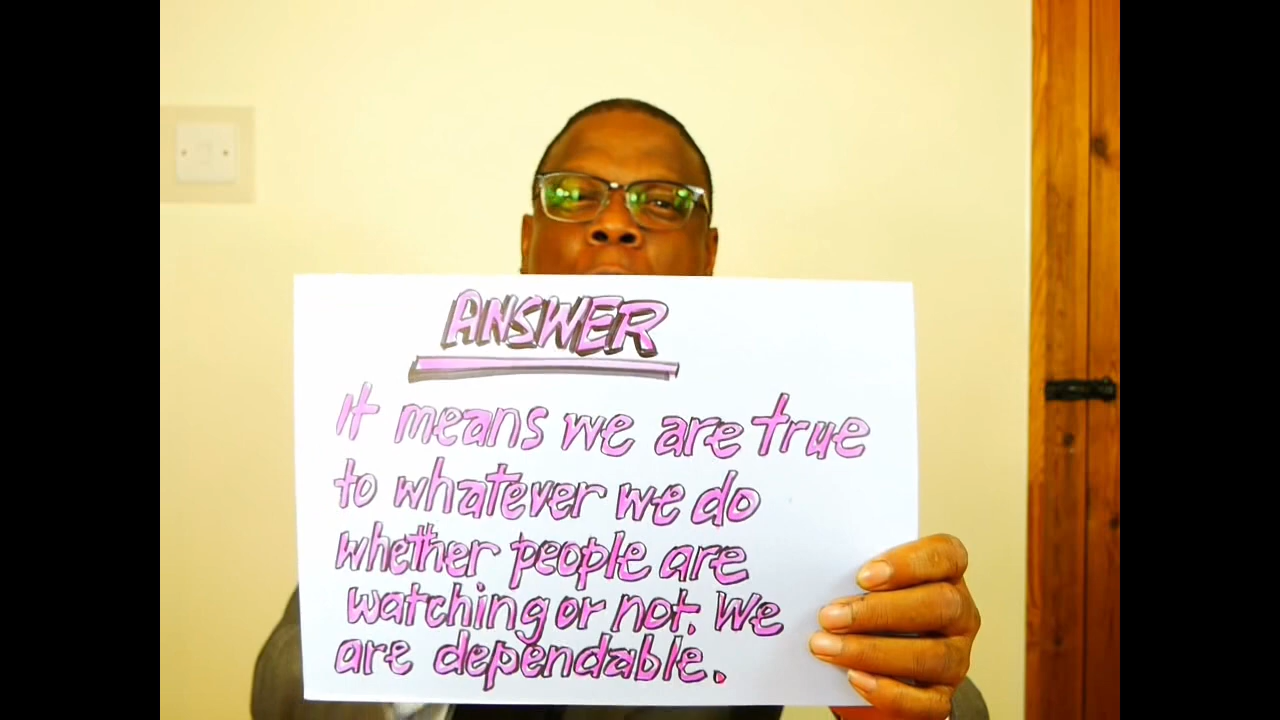 ANSWER
It means we are true
to whatever we do
whether people are
watching or not. We
are dependable.